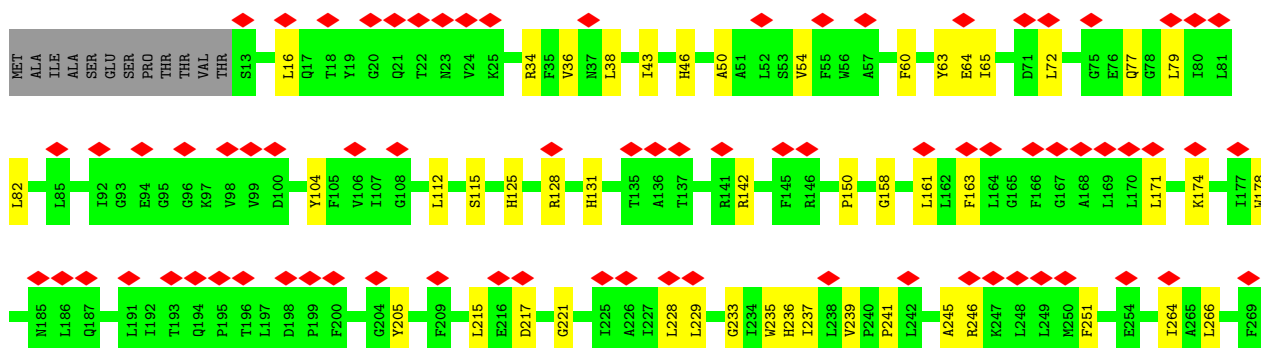 MET ALA ILE ALA SER GLU SER PRO THR THR VAL THR S13 L16 Q17 T18 Y19 G20 Q21 T22 N23 V24 K25 R34 F35 V36 N37 L38 I43 H46 A50 A51 L52 S53 V54 F55 W56 A57 F60 Y63 E64 I65 D71 L72 G75 E76 Q77 G78 L79 I80 L81
L82 L85 I92 G93 E94 G95 G96 K97 V98 V99 D100 Y104 F105 V106 I107 G108 L112 S115 H125 R128 H131 T135 A136 T137 R141 R142 F145 R146 P150 G158 L161 L162 F163 L164 G165 F166 G167 A168 L169 L170 L171 K174 I177 W178
N185 L186 Q187 L191 I192 T193 Q194 P195 T196 L197 D198 P199 F200 G204 Y205 F209 L215 E216 D217 G221 I225 A226 I227 L228 L229 G233 I234 W235 H236 I237 L238 V239 P240 P241 L242 A245 R246 K247 L248 L249 M250 F251 E254 I264 A265 L266 F269